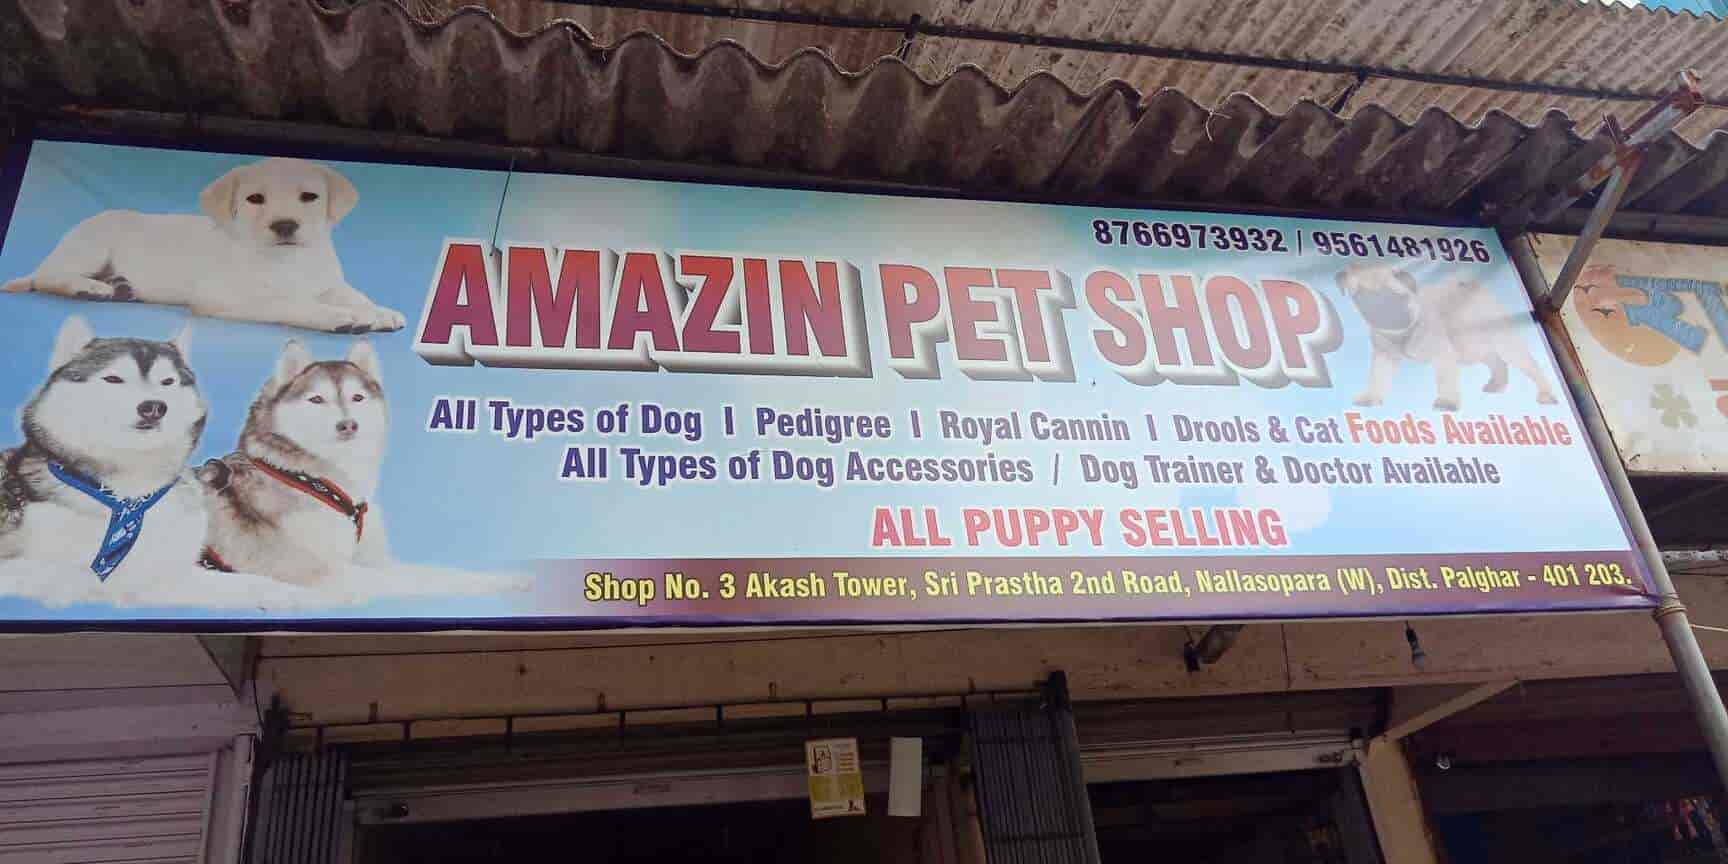 8766973932 / 9561481926
AMAZIN PET SHOP
All Types of Dog I Pedigree I Royal Cannin I Drools & Cat Foods Available
All Types of Dog Accessories / Dog Trainer & Doctor Available
ALL PUPPY SELLING
Shop No. 3 Akash Tower, Sri Prastha 2nd Road, Nallasopara (W), Dist. Palghar - 401 203.